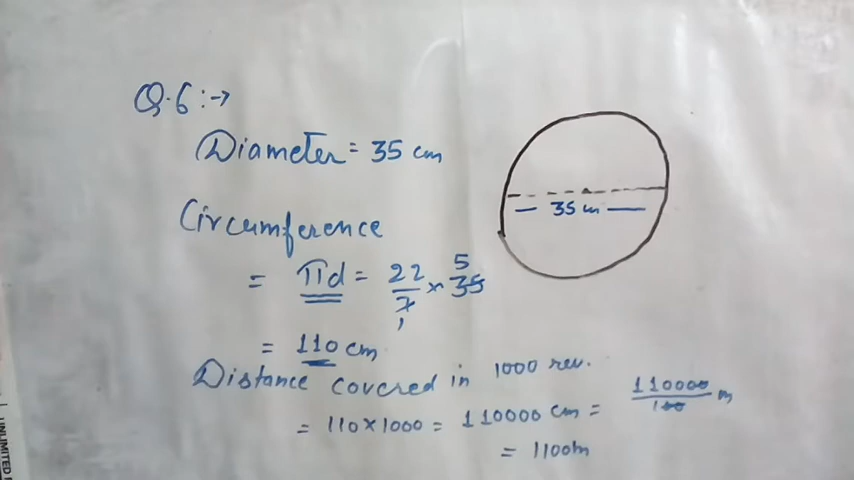 Q.6:→
Diameter = 35 cm
35 cm
Circumference
= πd = 22/7 × 35 5
1
= 110 cm
Distance covered in 1000 rev.
= 110×1000 = 110000 cm = 110000/100 m
= 1100m
UNLIMITED